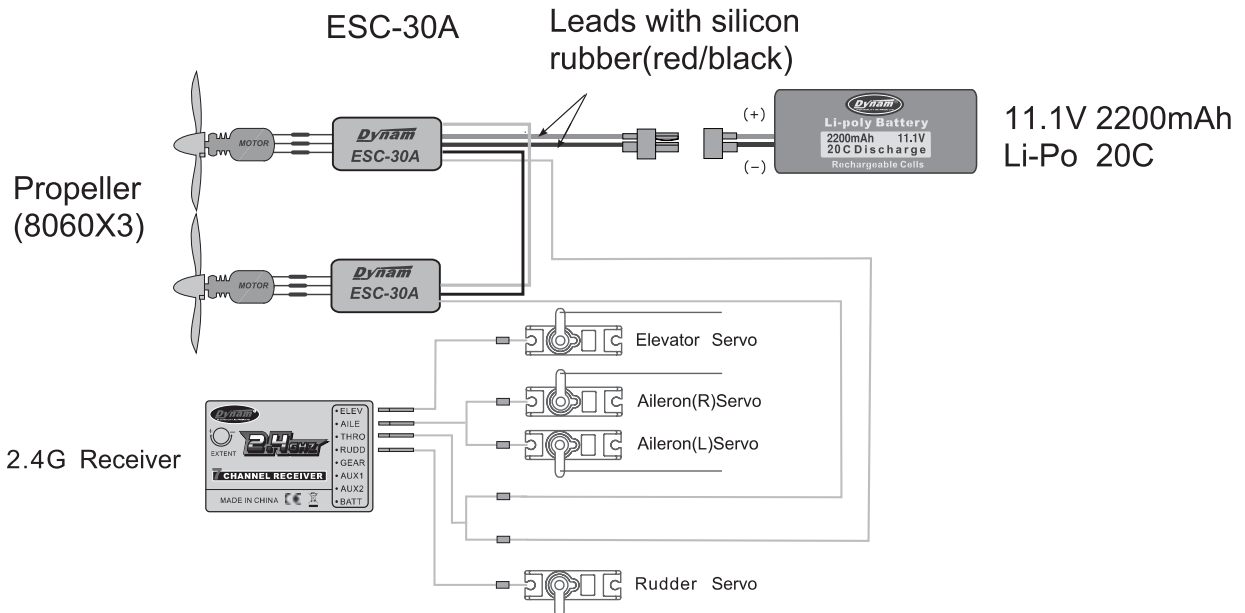 ESC-30A
Leads with silicon
rubber(red/black)
MOTOR
Dynam
ESC-30A
(+)
(-)
Dynam
Li-poly Battery
2200mAh 11.1V
20C Discharge
Rechargeable Cells
11.1V 2200mAh
Li-Po 20C
Propeller
(8060X3)
MOTOR
Dynam
ESC-30A
Elevator Servo
Aileron(R)Servo
Aileron(L)Servo
2.4G Receiver
Dynam
EXTENT
2.4GHZ
7 CHANNEL RECEIVER
MADE IN CHINA CE
• ELEV
• AILE
• THRO
• RUDD
• GEAR
• AUX1
• AUX2
• BATT
Rudder Servo